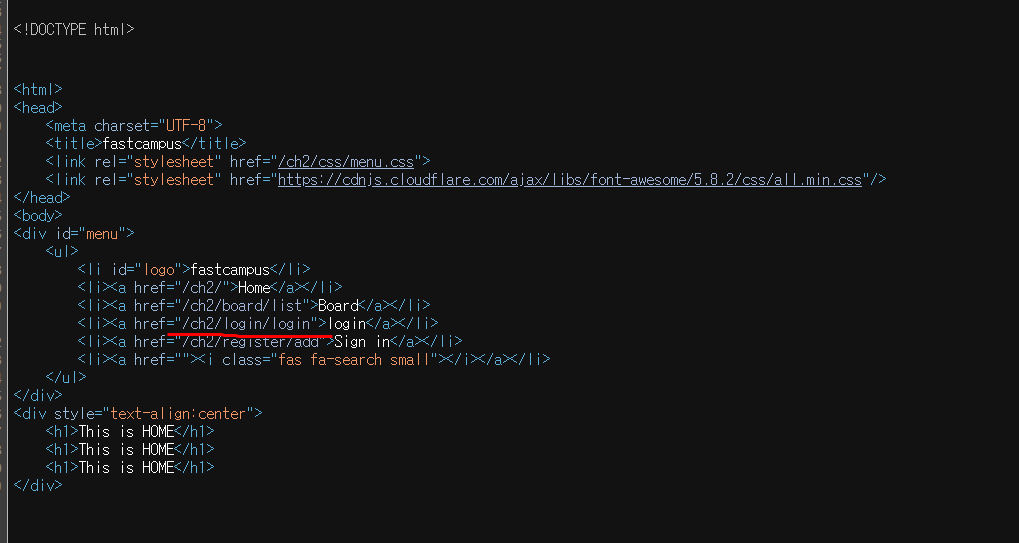 <!DOCTYPE html>
<html>
<head>
<meta charset="UTF-8">
<title>fastcampus</title>
<link rel="stylesheet" href="/ch2/css/menu.css">
<link rel="stylesheet" href="https://cdnjs.cloudflare.com/ajax/libs/font-awesome/5.8.2/css/all.min.css"/>
</head>
<body>
<div id="menu">
<ul>
<li id="logo">fastcampus</li>
<li><a href="/ch2/">Home</a></li>
<li><a href="/ch2/board/list">Board</a></li>
<li><a href="/ch2/login/login">login</a></li>
<li><a href="/ch2/register/add">Sign in</a></li>
<li><a href=""><i class="fas fa-search small"></i></a></li>
</ul>
</div>
<div style="text-align:center">
<h1>This is HOME</h1>
<h1>This is HOME</h1>
<h1>This is HOME</h1>
</div>